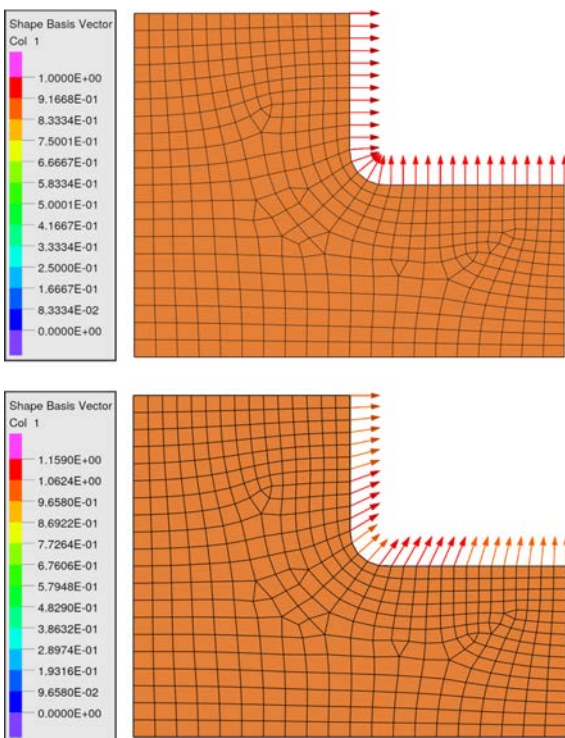 Shape Basis Vector
Col 1
1.0000E+00
9.1668E-01
8.3334E-01
7.5001E-01
6.6667E-01
5.8334E-01
5.0001E-01
4.1667E-01
3.3334E-01
2.5000E-01
1.6667E-01
8.3334E-02
0.0000E+00
Shape Basis Vector
Col 1
1.1590E+00
1.0624E+00
9.6580E-01
8.6922E-01
7.7264E-01
6.7606E-01
5.7948E-01
4.8290E-01
3.8632E-01
2.8974E-01
1.9316E-01
9.6580E-02
0.0000E+00